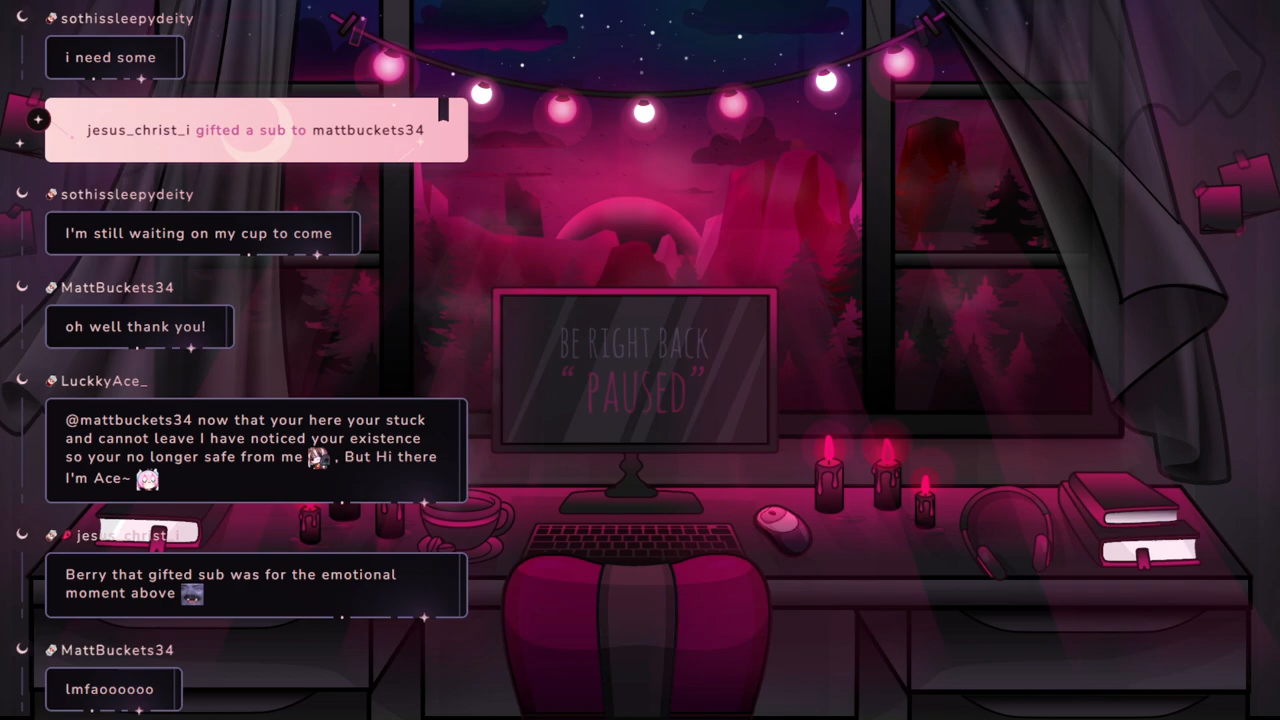 sothissleepydeity
i need some
jesus_christ_i gifted a sub to mattbuckets34
sothissleepydeity
I'm still waiting on my cup to come
MattBuckets34
oh well thank you!
LuckkyAce_
@mattbuckets34 now that your here your stuck
and cannot leave I have noticed your existence
so your no longer safe from me , But Hi there
I'm Ace~
jesus_christ_i
Berry that gifted sub was for the emotional
moment above
MattBuckets34
lmfaoooooo
BE RIGHT BACK
“ PAUSED”